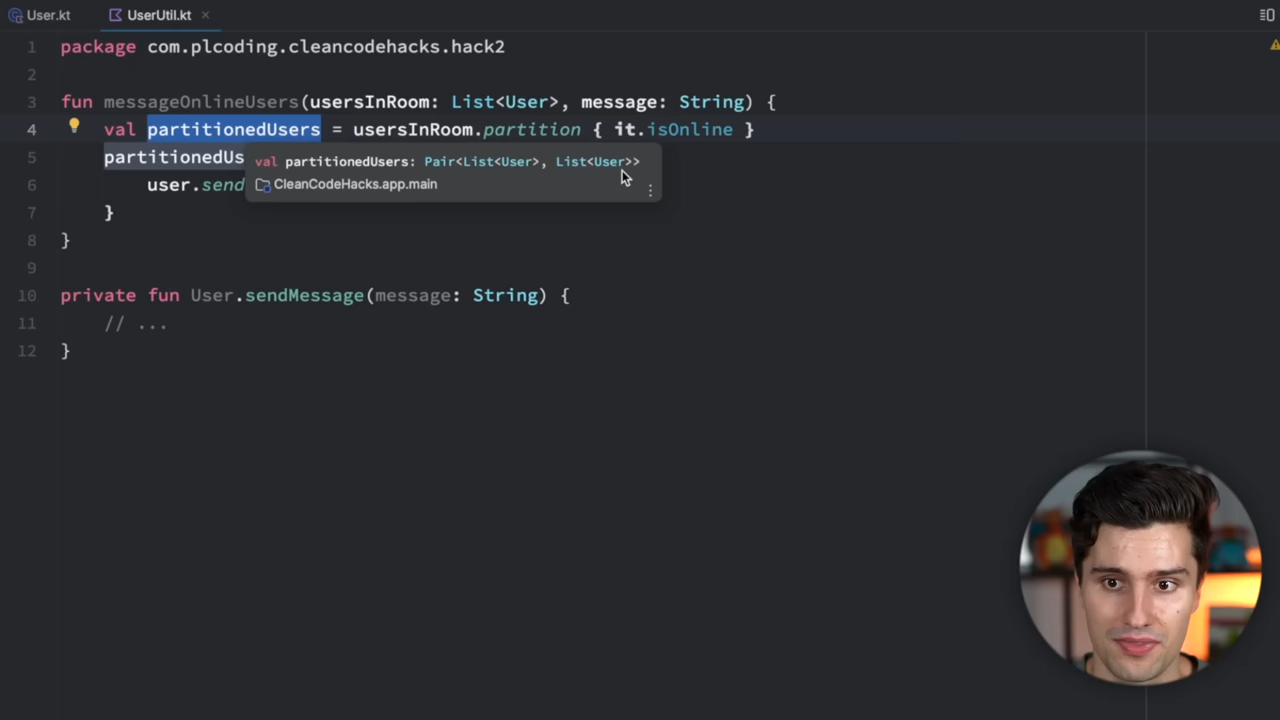 User.kt
UserUtil.kt
1 package com.plcoding.cleancodehacks.hack2
2
3 fun messageOnlineUsers(usersInRoom: List<User>, message: String) {
4 val partitionedUsers = usersInRoom.partition { it.isOnline }
5 partitionedUs
val partitionedUsers: Pair<List<User>, List<User>>
6 user.send
CleanCodeHacks.app.main
7 }
8 }
9
10 private fun User.sendMessage(message: String) {
11 // ...
12 }